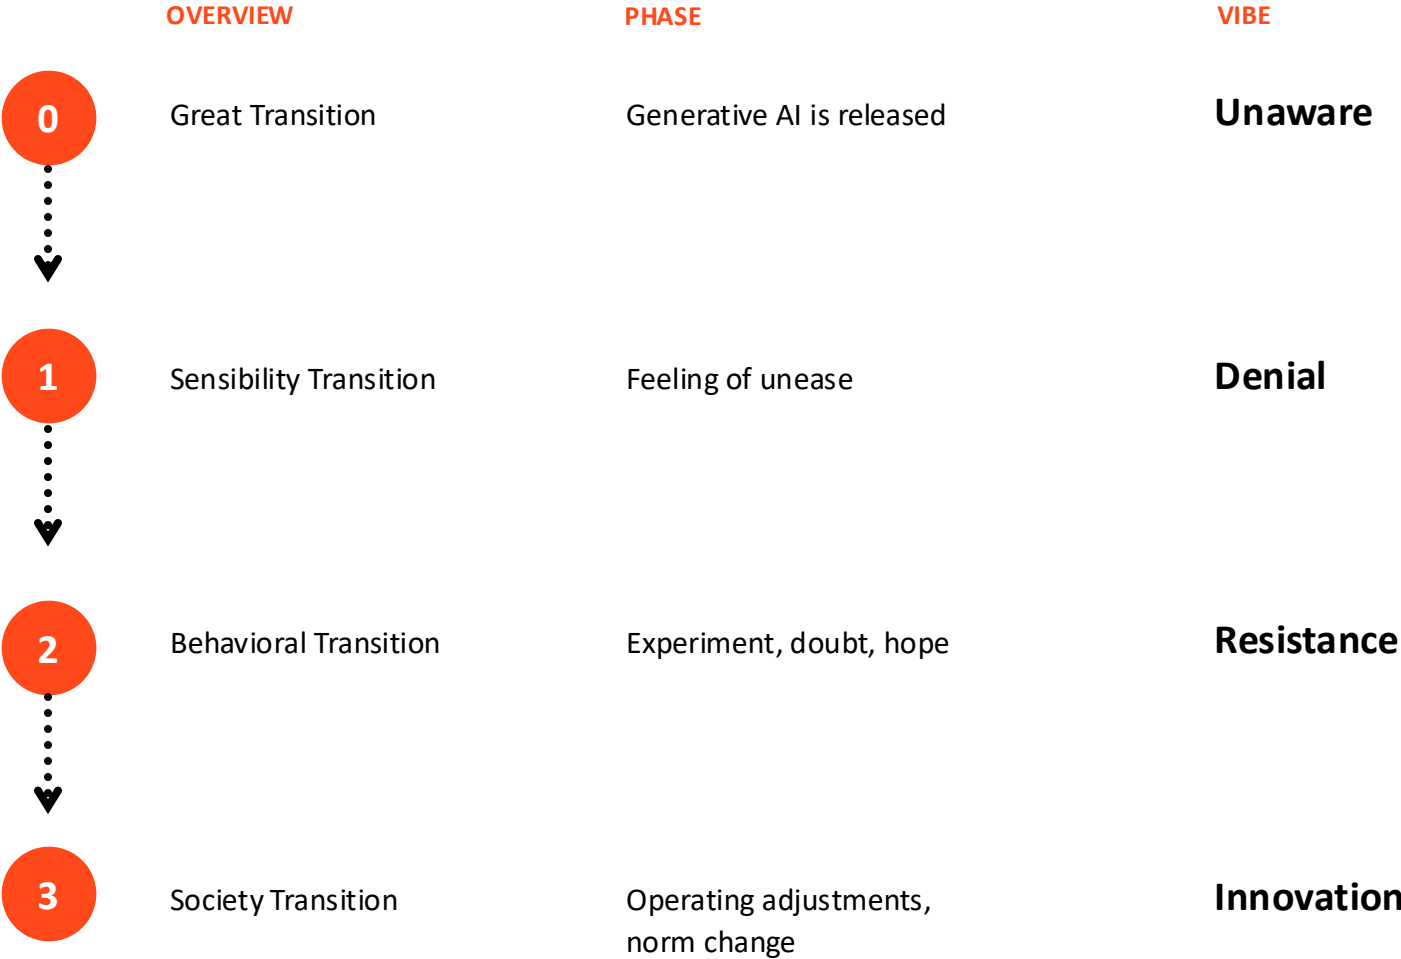 OVERVIEW PHASE VIBE
0 Great Transition Generative AI is released Unaware
1 Sensibility Transition Feeling of unease Denial
2 Behavioral Transition Experiment, doubt, hope Resistance
3 Society Transition Operating adjustments, Innovation
norm change